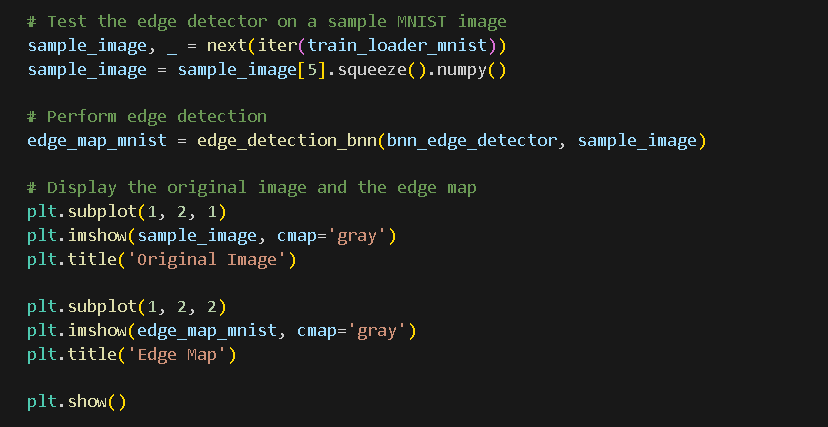 # Test the edge detector on a sample MNIST image
sample_image, _ = next(iter(train_loader_mnist))
sample_image = sample_image[5].squeeze().numpy()
# Perform edge detection
edge_map_mnist = edge_detection_bnn(bnn_edge_detector, sample_image)
# Display the original image and the edge map
plt.subplot(1, 2, 1)
plt.imshow(sample_image, cmap='gray')
plt.title('Original Image')
plt.subplot(1, 2, 2)
plt.imshow(edge_map_mnist, cmap='gray')
plt.title('Edge Map')
plt.show()